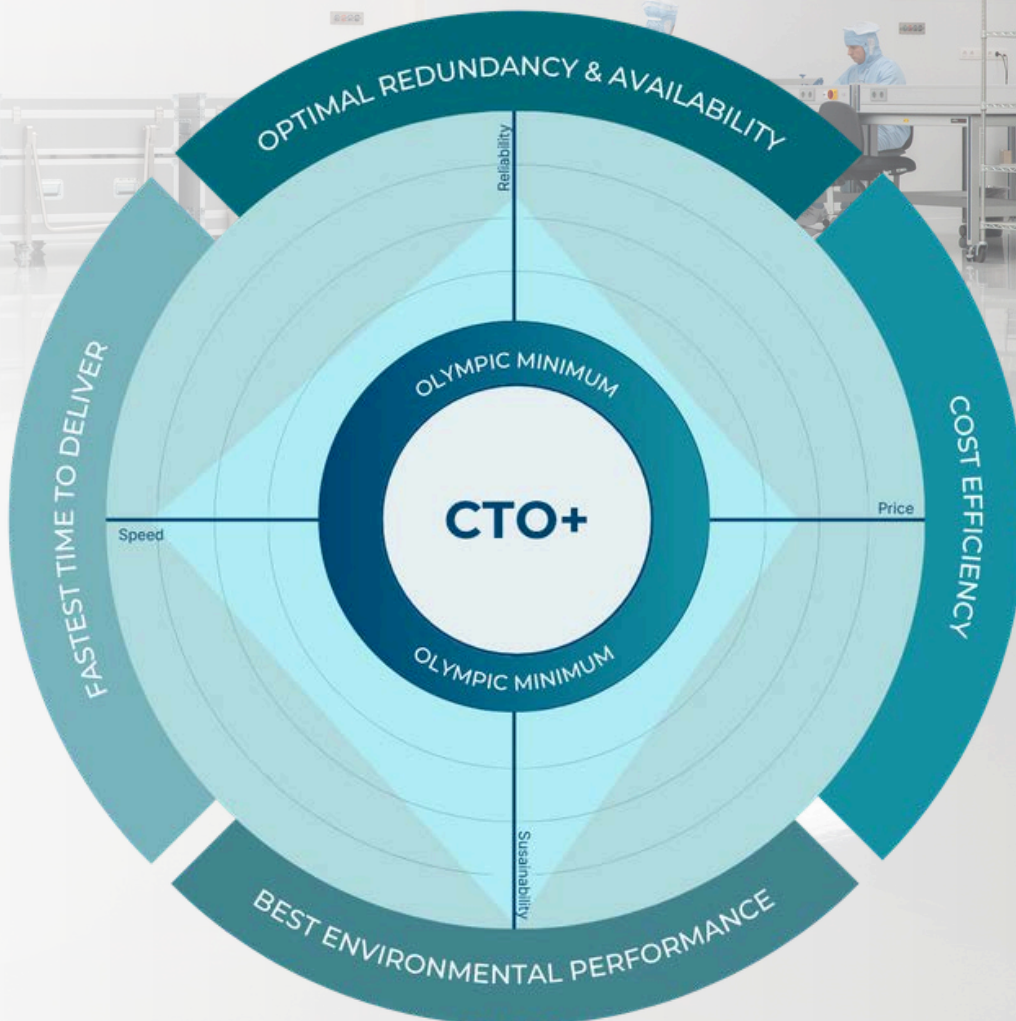 OPTIMAL REDUNDANCY & AVAILABILITY
Reliability
OLYMPIC MINIMUM
FASTEST TIME TO DELIVER
Speed
CTO+
Price
COST EFFICIENCY
OLYMPIC MINIMUM
Susainability
BEST ENVIRONMENTAL PERFORMANCE